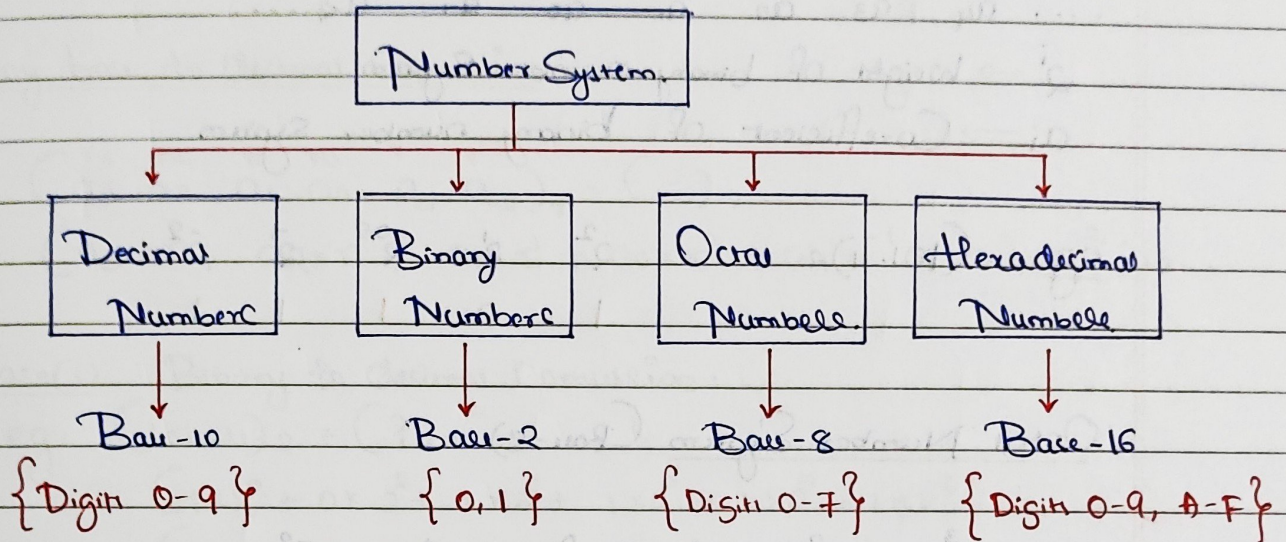 Number System.
Decimal
Numbers
Binary
Numbers
Octal
Numbers.
Hexadecimal
Numbers
Base-10
Base-2
Base-8
Base-16
{Digits 0-9}
{0,1}
{Digits 0-7}
{Digits 0-9, A-F}